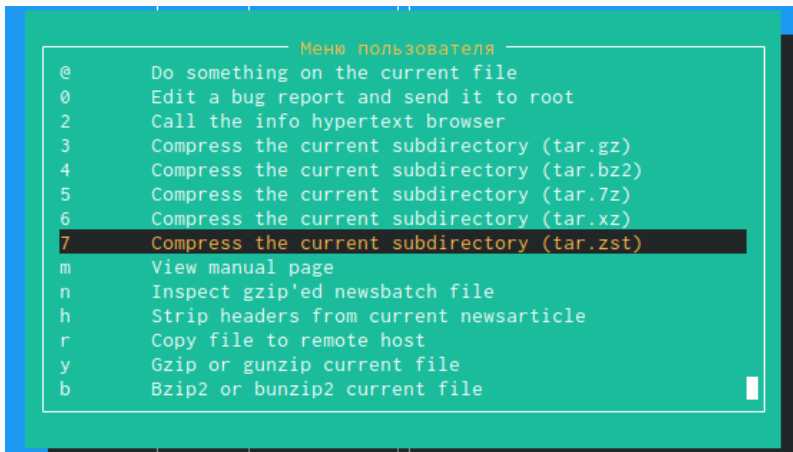 Меню пользователя
@ Do something on the current file
0 Edit a bug report and send it to root
2 Call the info hypertext browser
3 Compress the current subdirectory (tar.gz)
4 Compress the current subdirectory (tar.bz2)
5 Compress the current subdirectory (tar.7z)
6 Compress the current subdirectory (tar.xz)
7 Compress the current subdirectory (tar.zst)
m View manual page
n Inspect gzip'ed newsbatch file
h Strip headers from current newsarticle
r Copy file to remote host
y Gzip or gunzip current file
b Bzip2 or bunzip2 current file